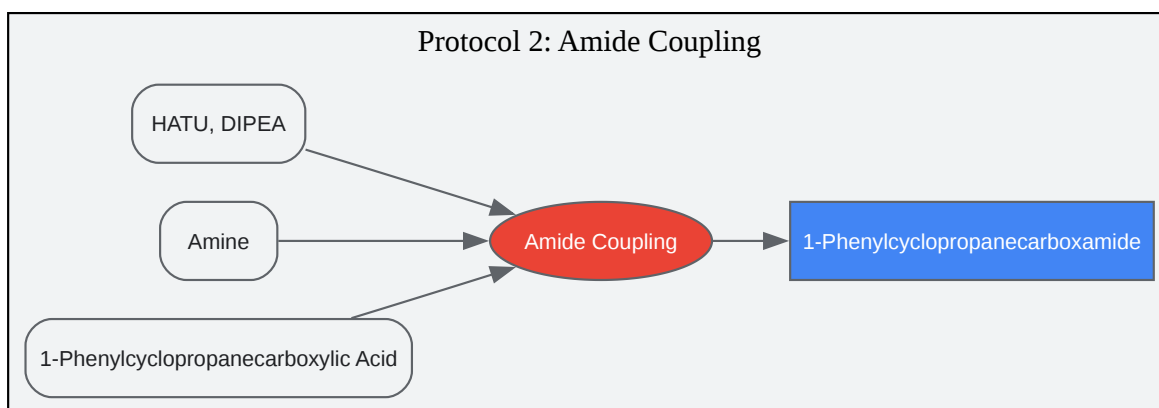 Protocol 2: Amide Coupling
HATU, DIPEA
Amine
Amide Coupling
1-Phenylcyclopropanecarboxamide
1-Phenylcyclopropanecarboxylic Acid